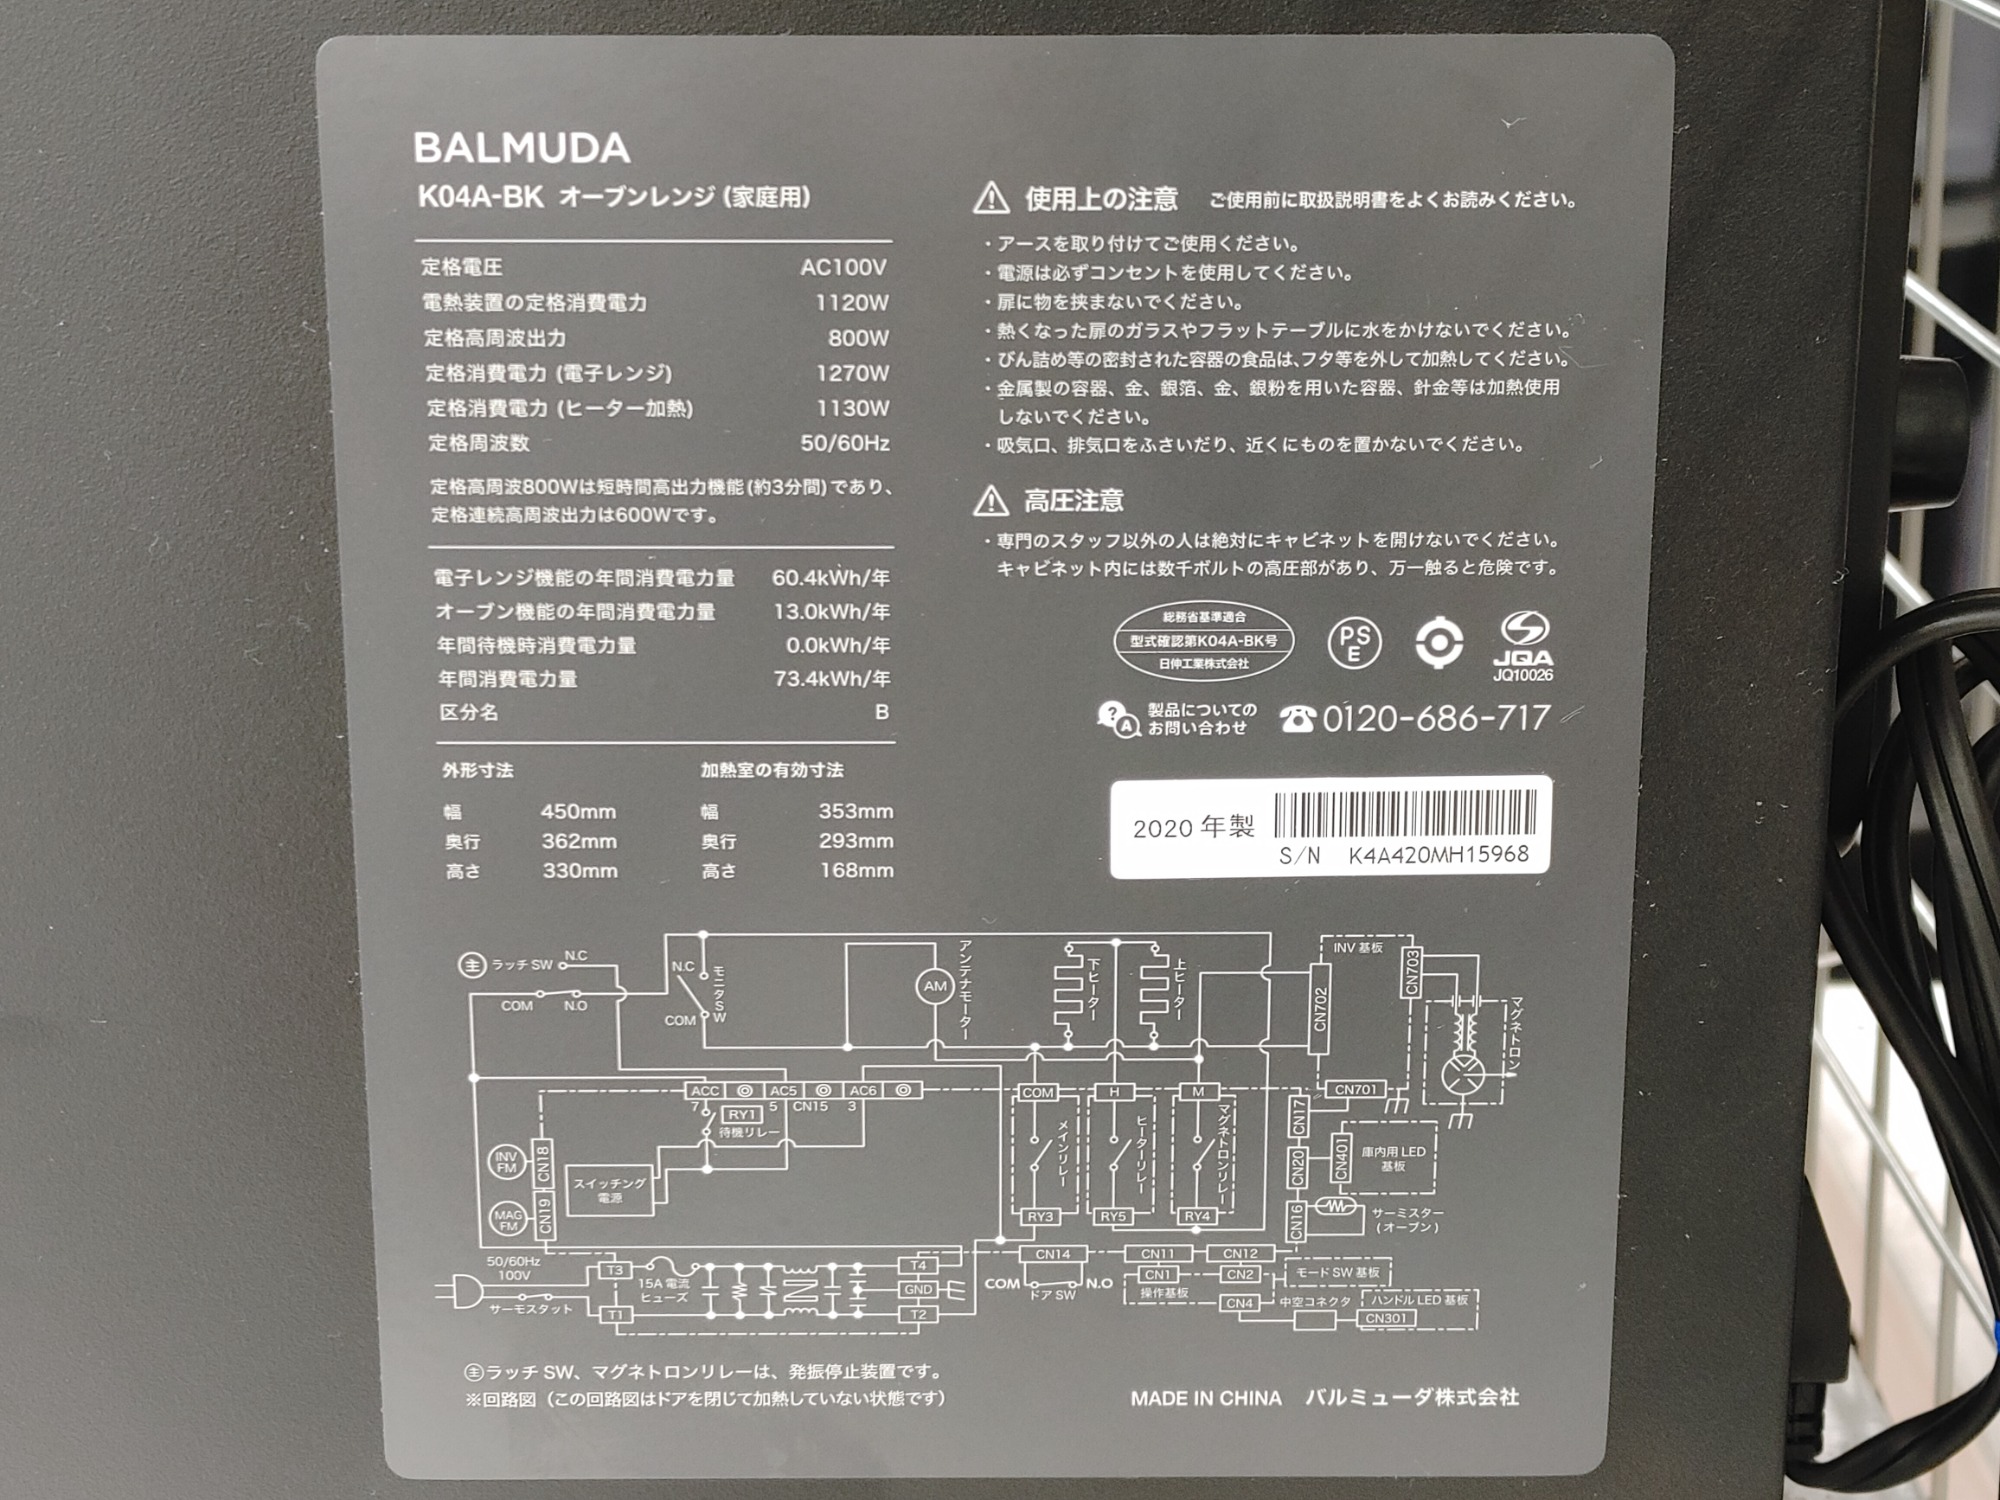 BALMUDA
K04A-BK オーブンレンジ (家庭用)
定格電圧 AC100V
電熱装置の定格消費電力 1120W
定格高周波出力 800W
定格消費電力 (電子レンジ) 1270W
定格消費電力 (ヒーター加熱) 1130W
定格周波数 50/60Hz
定格高周波800Wは短時間高出力機能(約3分間)であり、
定格連続高周波出力は600Wです。
電子レンジ機能の年間消費電力量 60.4kWh/年
オーブン機能の年間消費電力量 13.0kWh/年
年間待機時消費電力量 0.0kWh/年
年間消費電力量 73.4kWh/年
区分名 B
外形寸法 加熱室の有効寸法
幅 450mm 幅 353mm
奥行 362mm 奥行 293mm
高さ 330mm 高さ 168mm
使用上の注意 ご使用前に取扱説明書をよくお読みください。
・アースを取り付けてご使用ください。
・電源は必ずコンセントを使用してください。
・扉に物を挟まないでください。
・熱くなった扉のガラスやフラットテーブルに水をかけないでください。
・びん詰め等の密封された容器の食品は、フタ等を外して加熱してください。
・金属製の容器、金、銀箔、金、銀粉を用いた容器、針金等は加熱使用
しないでください。
・吸気口、排気口をふさいだり、近くにものを置かないでください。
高圧注意
・専門のスタッフ以外の人は絶対にキャビネットを開けないでください。
キャビネット内には数千ボルトの高圧部があり、万一触ると危険です。
総務省基準適合
型式確認第K04A-BK号
日伸工業株式会社
PS
E
JQA
JQ10026
? A
製品についての
お問い合わせ
0120-686-717
2020 年製
S/N K4A420MH15968
主 ラッチ SW
N.C
COM
N.O
N.C
モニタSW
COM
AM
アンテナモーター
下ヒーター
上ヒーター
INV 基板
CN702
CN703
マグネトロン
CN701
ACC ◎ AC5 ◎ AC6 ◎
7 5 CN15 3
RY1
待機リレー
COM
メインリレー
RY3
H
ヒーターリレー
RY5
M
マグネトロンリレー
RY4
CN17
CN20
CN16
CN401
庫内用 LED
基板
サーミスター
(オーブン)
INV
FM
CN18
MAG
FM
CN19
スイッチング
電源
50/60Hz
100V
サーモスタット
T3
T1
15A 電流
ヒューズ
T4
GND
T2
CN14
COM
N.O
ドア SW
CN11
CN12
CN1
CN2
操作基板
CN4
モード SW 基板
中空コネクタ
ハンドル LED 基板
CN301
主ラッチ SW、マグネトロンリレーは、発振停止装置です。
※回路図（この回路図はドアを閉じて加熱していない状態です）
MADE IN CHINA バルミューダ株式会社